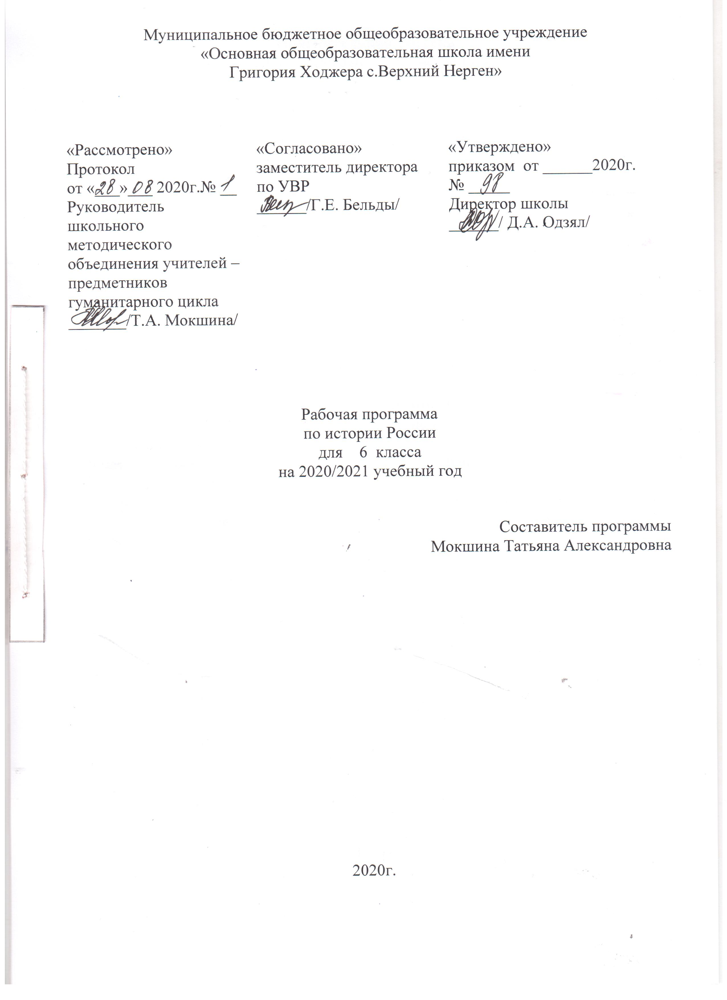 Муниципальное бюджетное общеобразовательное учреждение
«Основная общеобразовательная школа имени
Григория Ходжера с.Верхний Нерген»
«Рассмотрено»
Протокол
от «28» 08 2020г.№ 1
Руководитель
школьного
методического
объединения учителей –
предметников
гуманитарного цикла
/Т.А. Мокшина/
«Согласовано»
заместитель директора
по УВР
/Г.Е. Бельды/
«Утверждено»
приказом от ______2020г.
№ 98
Директор школы
/ Д.А. Одзял/
Рабочая программа
по истории России
для 6 класса
на 2020/2021 учебный год
Составитель программы
Мокшина Татьяна Александровна
2020г.